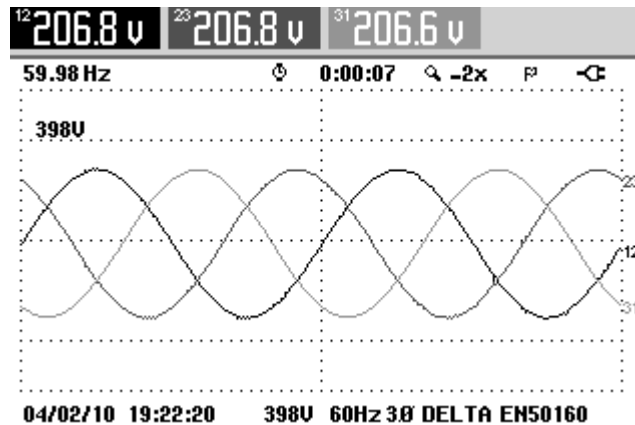 12 206.8 V 23 206.8 V 31 206.6 V
59.98 Hz 0:00:07 -2x
398V
23
12
31
04/02/10 19:22:20 398V 60Hz 3Ø DELTA EN50160